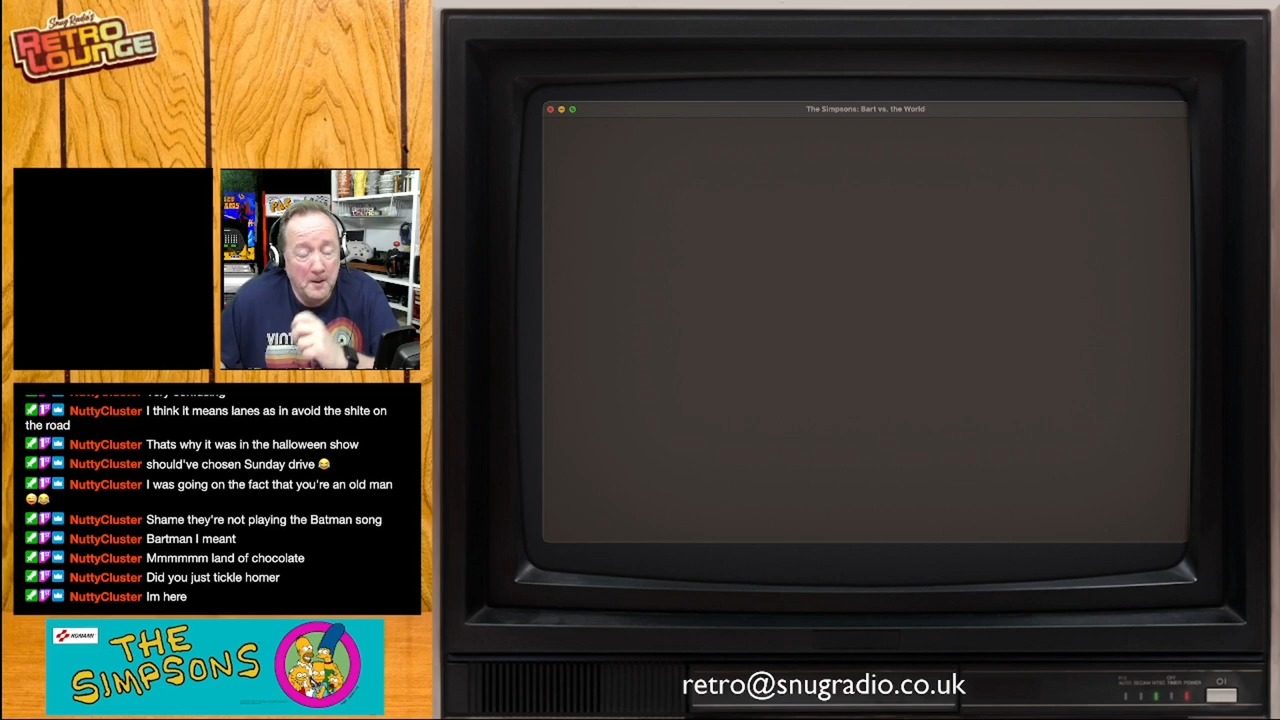 Snug Radio's
RETRO
LOUNGE
The Simpsons: Bart vs. the World
NuttyCluster I think it means lanes as in avoid the shite on
the road
NuttyCluster Thats why it was in the halloween show
NuttyCluster should've chosen Sunday drive 😂
NuttyCluster I was going on the fact that you're an old man
😄😂
NuttyCluster Shame they're not playing the Batman song
NuttyCluster Bartman I meant
NuttyCluster Mmmmmm land of chocolate
NuttyCluster Did you just tickle homer
NuttyCluster Im here
KONAMI
THE
SIMPSONS
retro@snugradio.co.uk